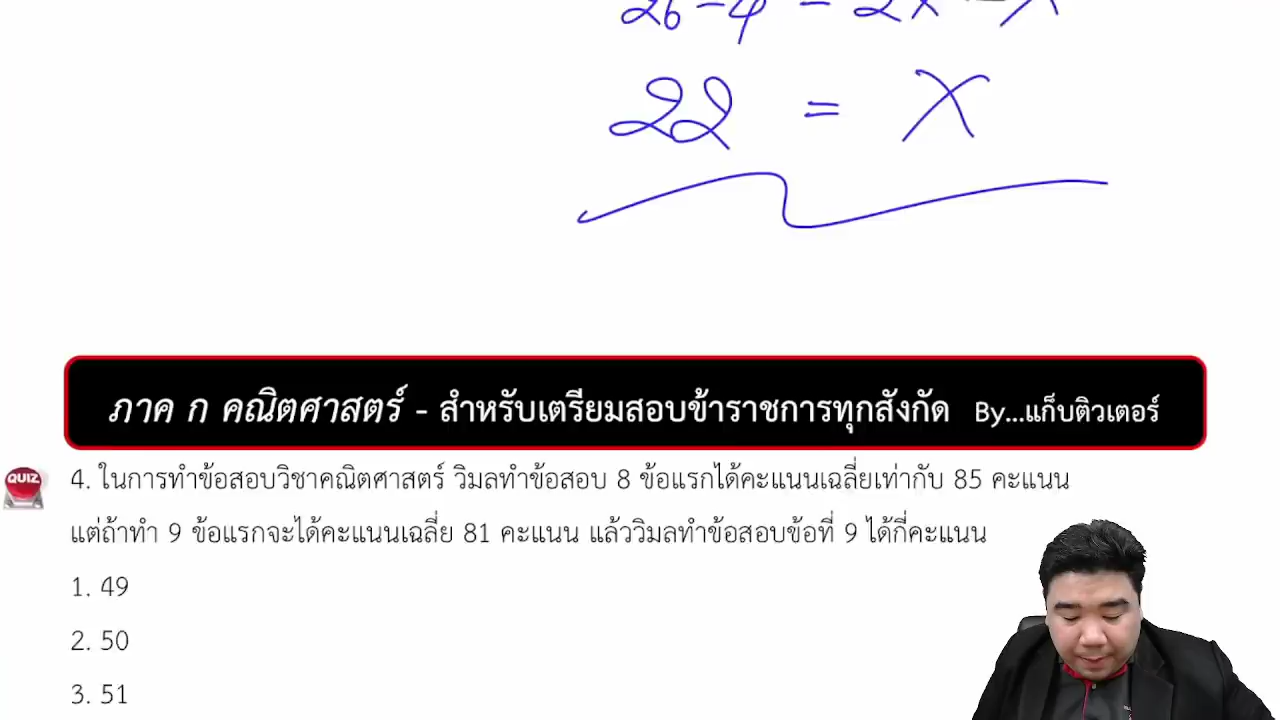 26-4 = 2x - x
22 = x
ภาค ก คณิตศาสตร์ - สำหรับเตรียมสอบข้าราชการทุกสังกัด By...แก็บติวเตอร์
QUIZ
4. ในการทำข้อสอบวิชาคณิตศาสตร์ วิมลทำข้อสอบ 8 ข้อแรกได้คะแนนเฉลี่ยเท่ากับ 85 คะแนน
แต่ถ้าทำ 9 ข้อแรกจะได้คะแนนเฉลี่ย 81 คะแนน แล้ววิมลทำข้อสอบข้อที่ 9 ได้กี่คะแนน
1. 49
2. 50
3. 51